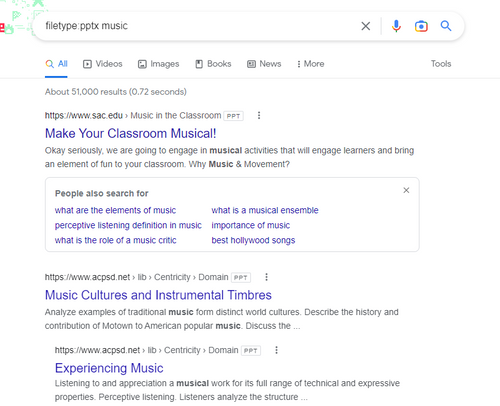 filetype:pptx music
All Videos Images Books News More Tools
About 51,000 results (0.72 seconds)
https://www.sac.edu › Music in the Classroom PPT
Make Your Classroom Musical!
Okay seriously, we are going to engage in musical activities that will engage learners and bring
an element of fun to your classroom. Why Music & Movement?
People also search for
what are the elements of music what is a musical ensemble
perceptive listening definition in music importance of music
what is the role of a music critic best hollywood songs
https://www.acpsd.net › lib › Centricity › Domain PPT
Music Cultures and Instrumental Timbres
Analyze examples of traditional music form distinct world cultures. Describe the history and
contribution of Motown to American popular music. Discuss the ...
https://www.acpsd.net › lib › Centricity › Domain PPT
Experiencing Music
Listening to and appreciation a musical work for its full range of technical and expressive
properties. Perceptive listening. Listeners analyze the structure ...